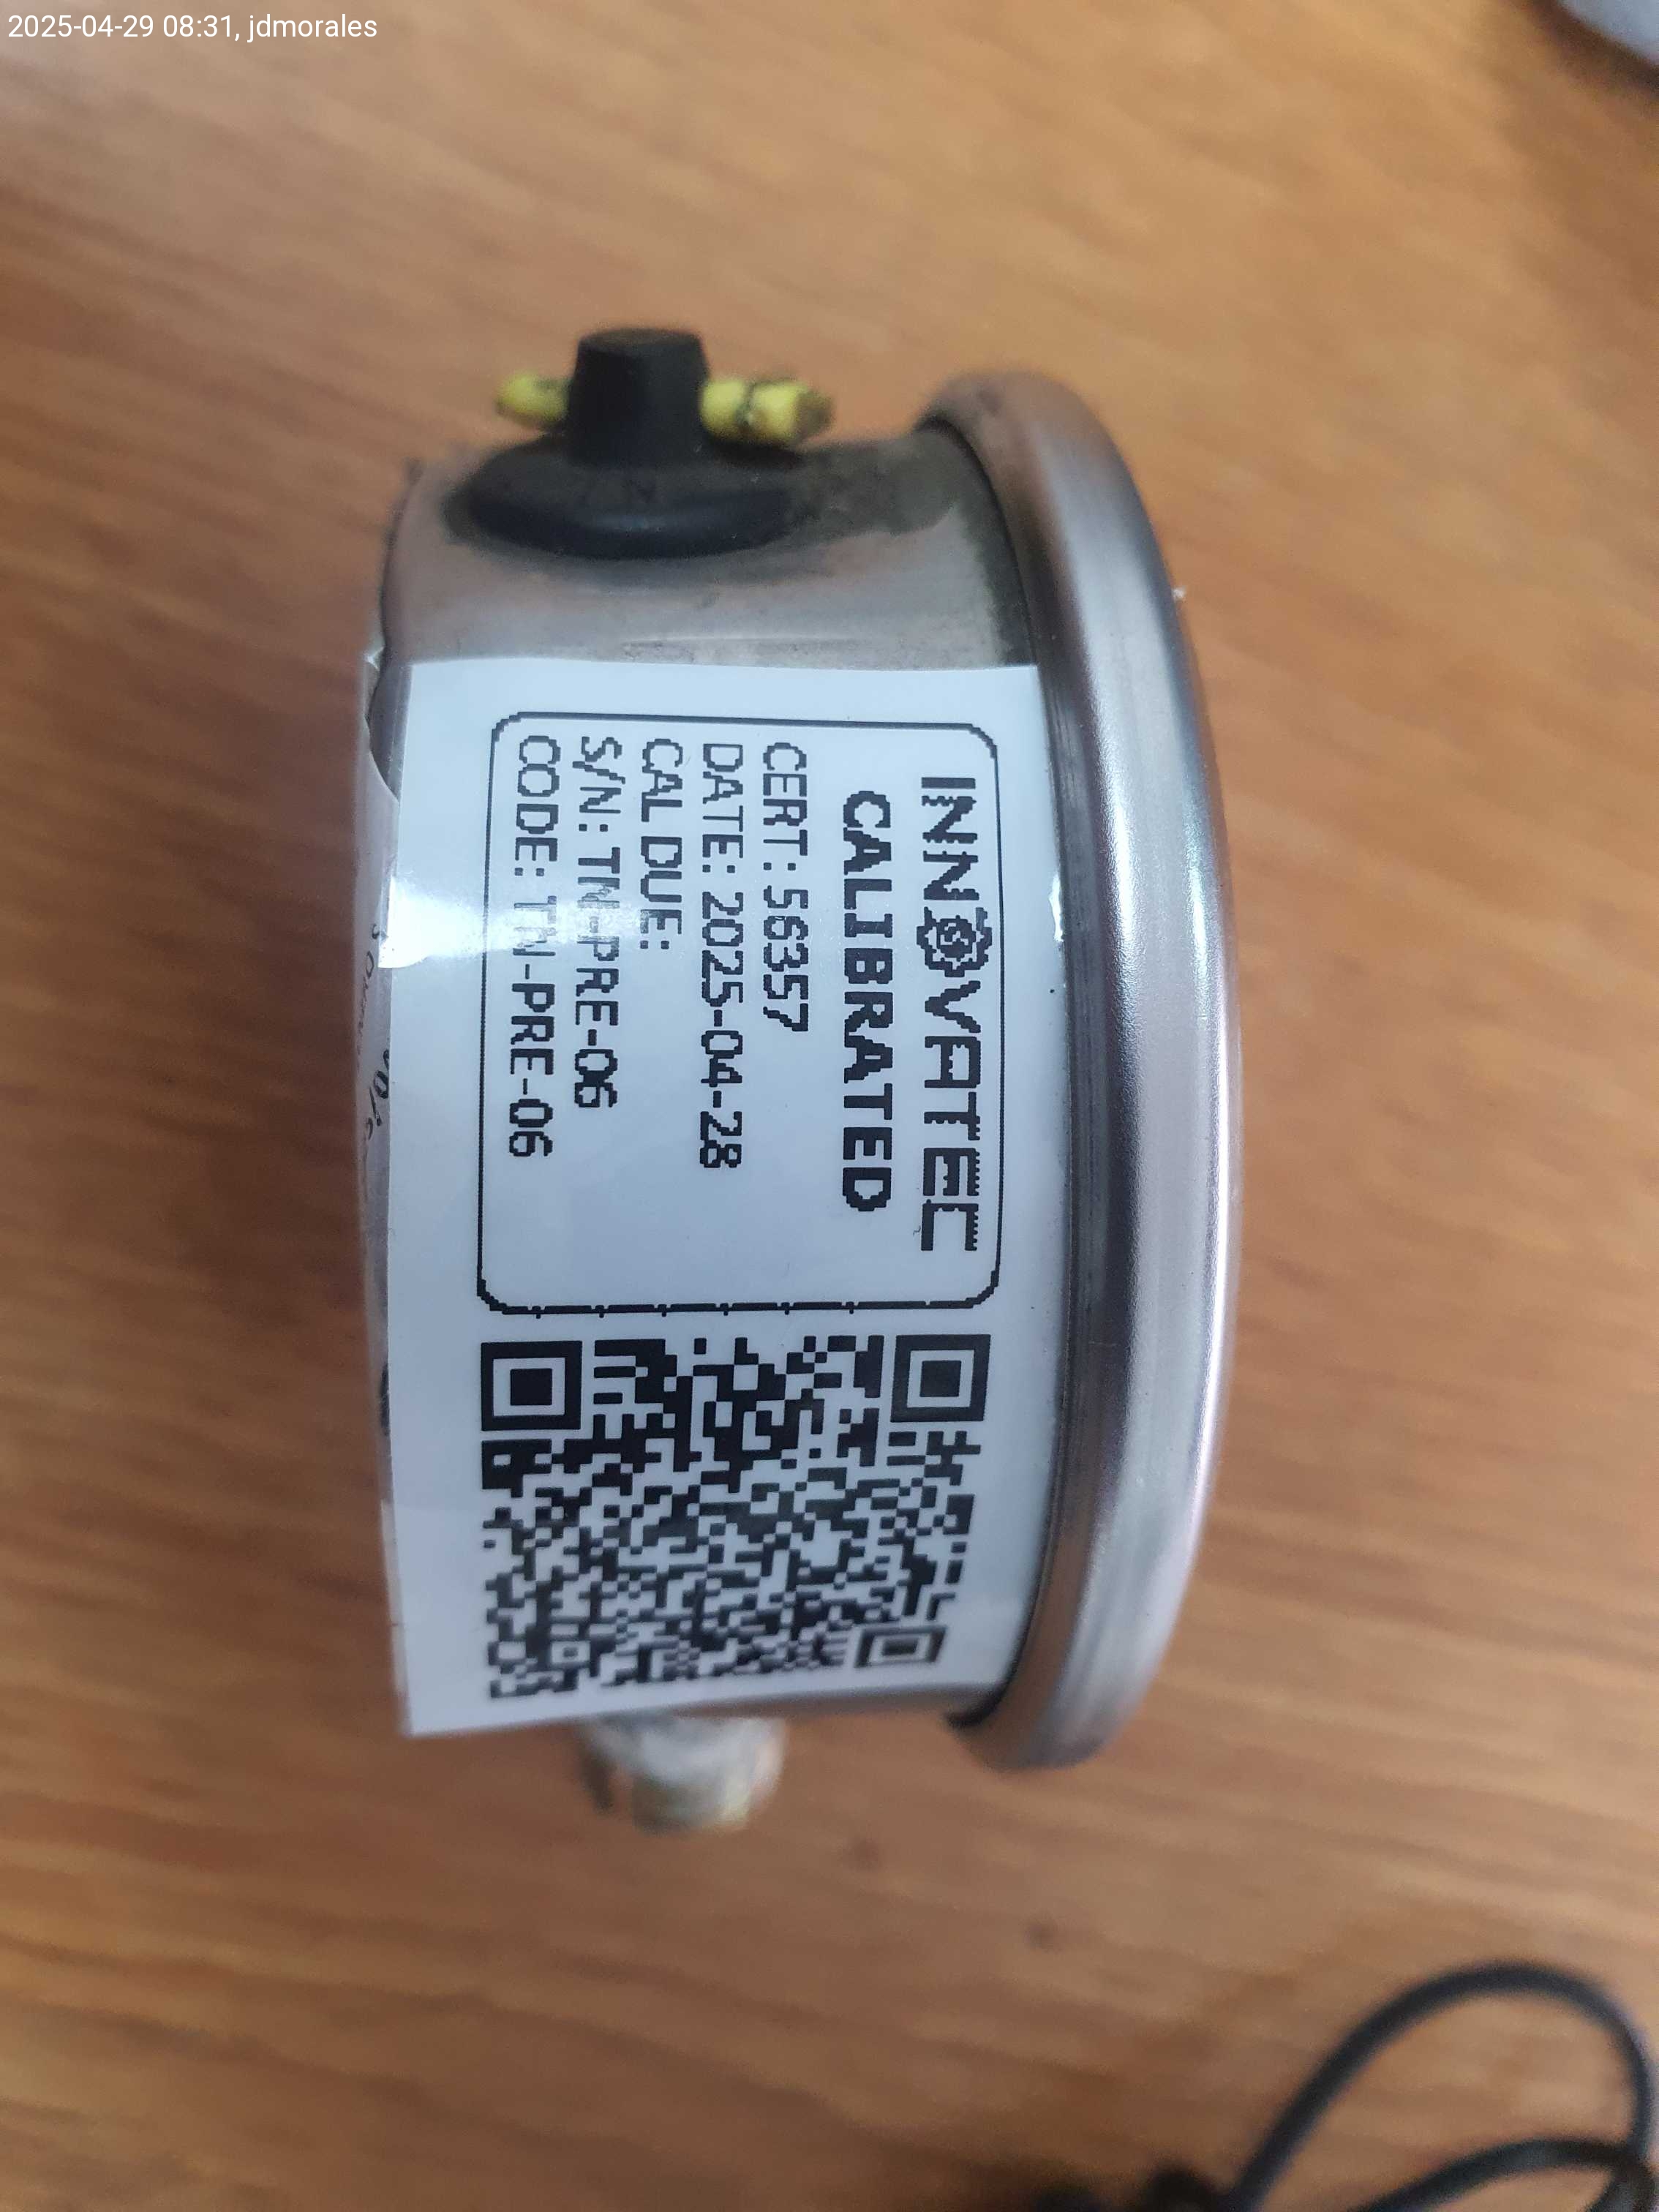 2025-04-29 08:31, jdmorales
INNOVATEC
CALIBRATED
CERT: 56357
DATE: 2025-04-28
CAL DUE:
S/N: TN-PRE-06
CODE: TN-PRE-06